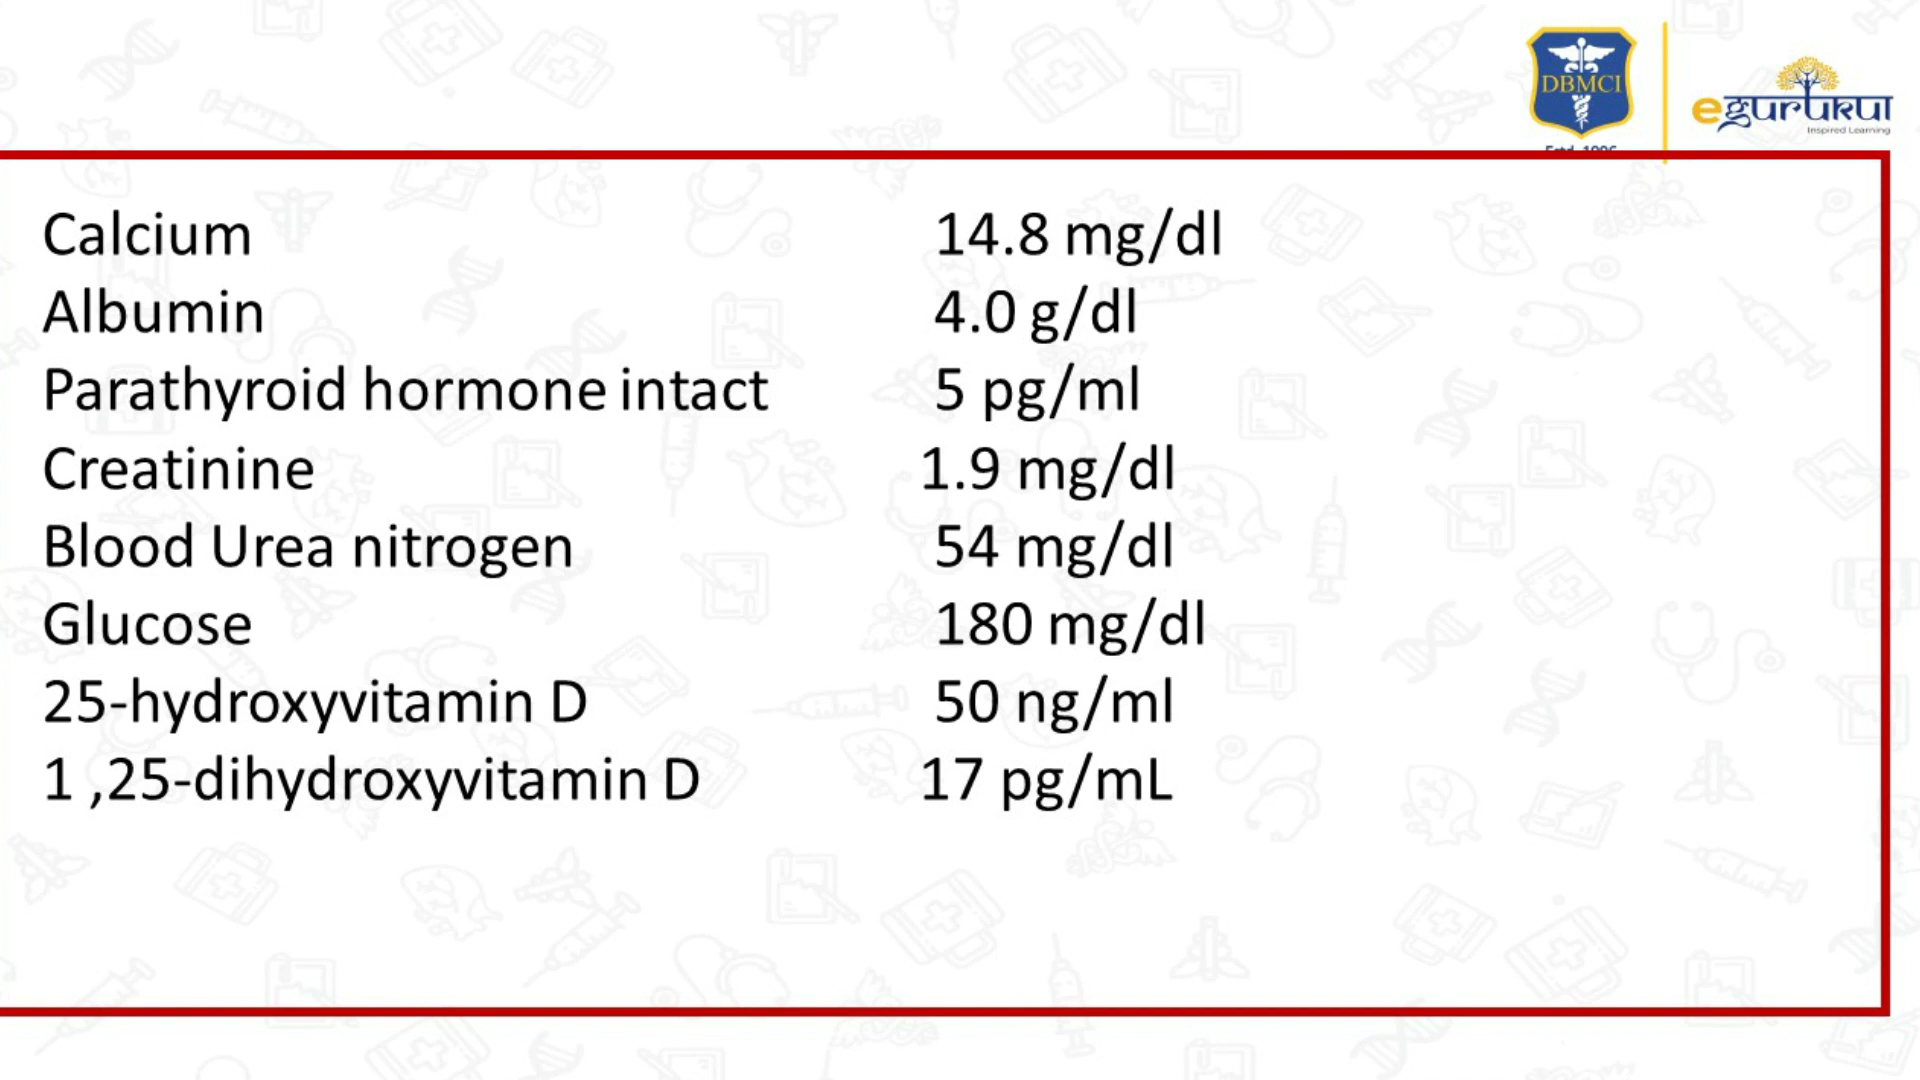 DBMCI
egurukul
Inspired Learning
Estd. 1996
Calcium 14.8 mg/dl
Albumin 4.0 g/dl
Parathyroid hormone intact 5 pg/ml
Creatinine 1.9 mg/dl
Blood Urea nitrogen 54 mg/dl
Glucose 180 mg/dl
25-hydroxyvitamin D 50 ng/ml
1 ,25-dihydroxyvitamin D 17 pg/mL